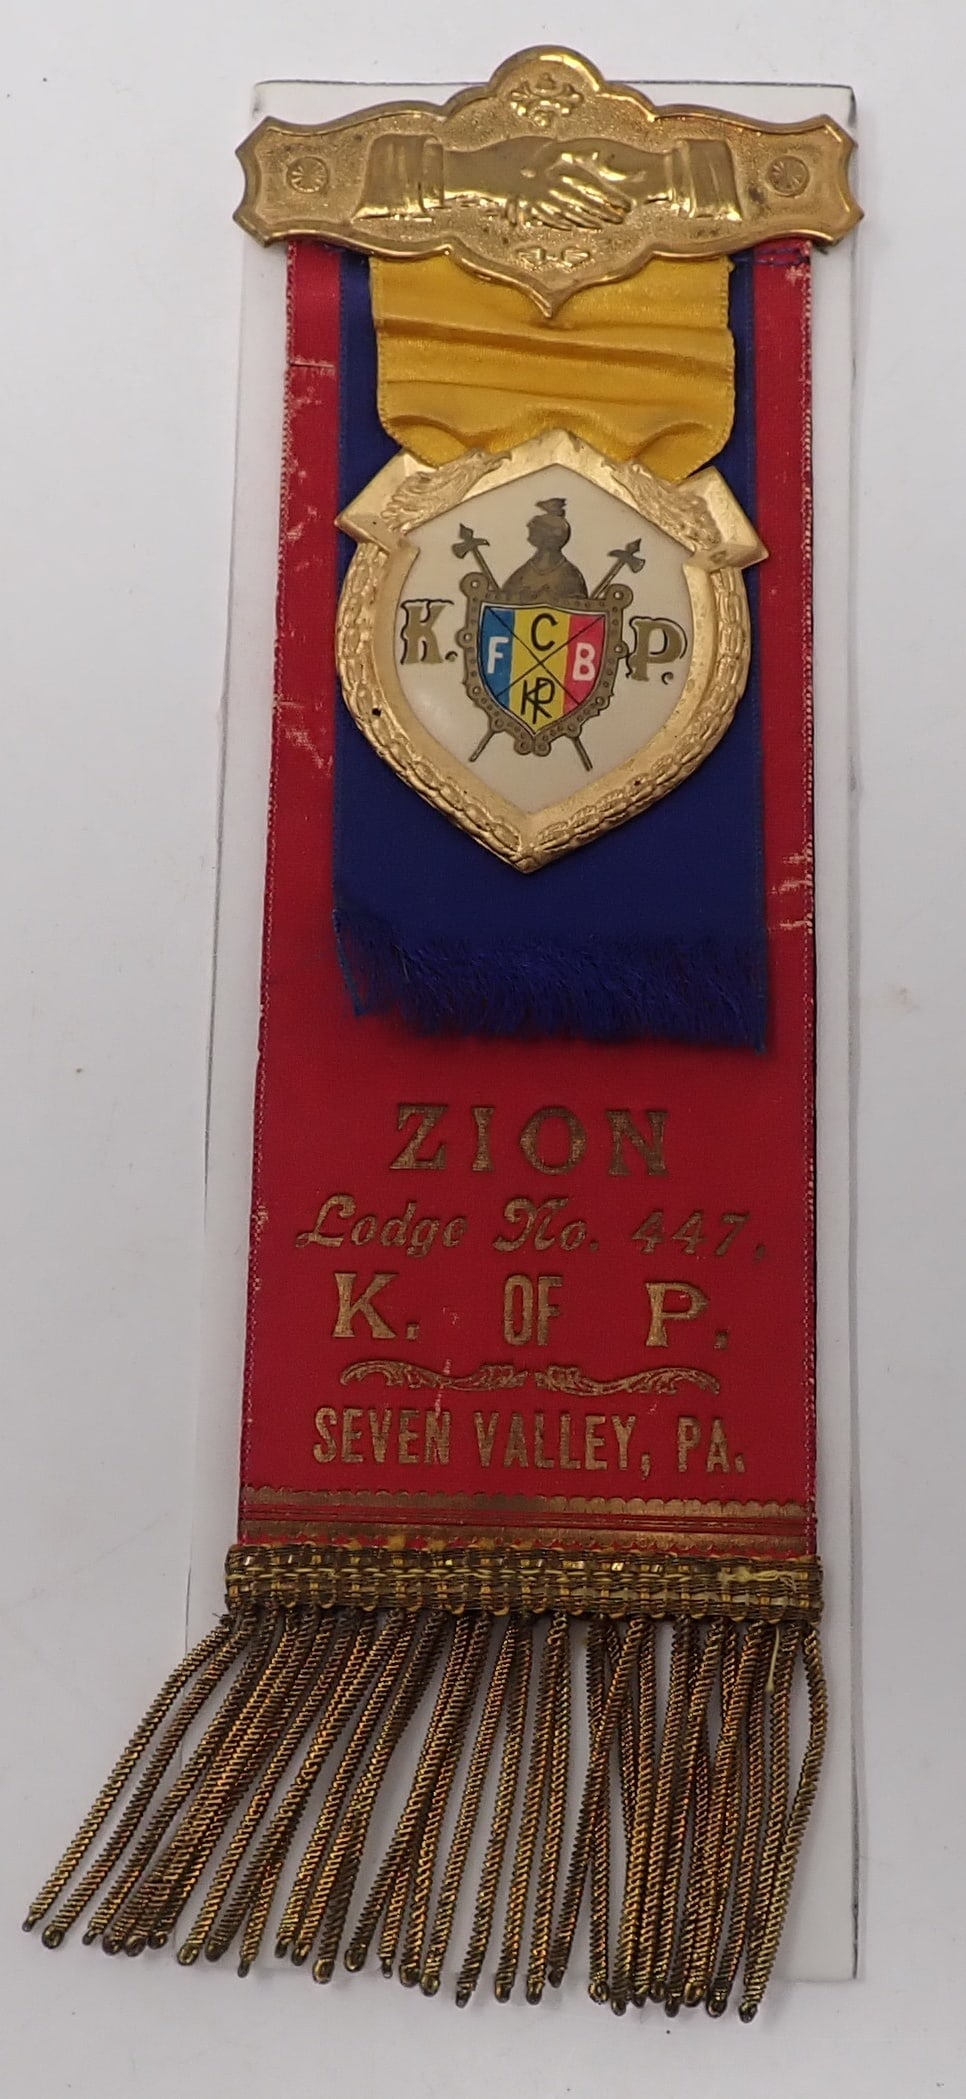 K. P.
C
F B
KP
ZION
Lodge No. 447,
K. OF P.
SEVEN VALLEY, PA.